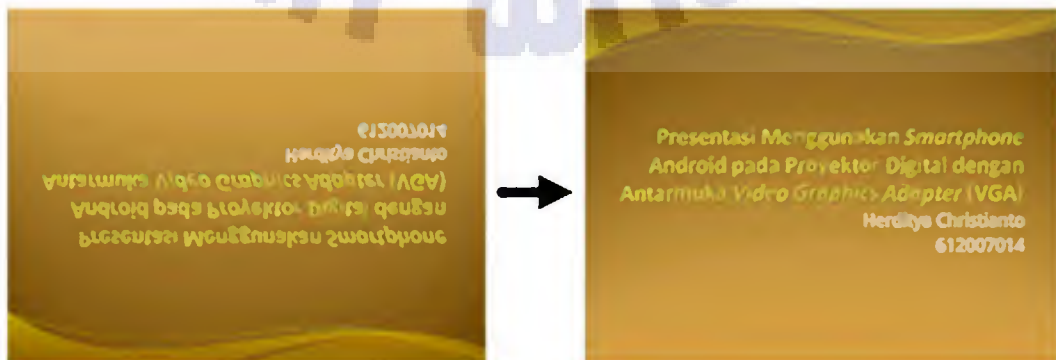 612007014
Herditya Christianto
Antarmuka Video Graphics Adapter (VGA)
Android pada Proyektor Digital dengan
Presentasi Menggunakan Smartphone
Presentasi Menggunakan Smartphone
Android pada Proyektor Digital dengan
Antarmuka Video Graphics Adapter (VGA)
Herditya Christianto
612007014